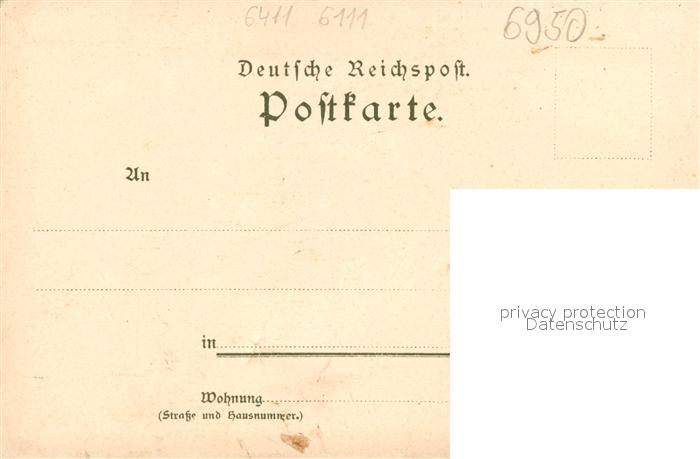 6411 6111
6950.-
Deutſche Reichspoſt.
Poſtkarte.
An
in
Wohnung
(Straße und Hausnummer.)
privacy protection
Datenschutz